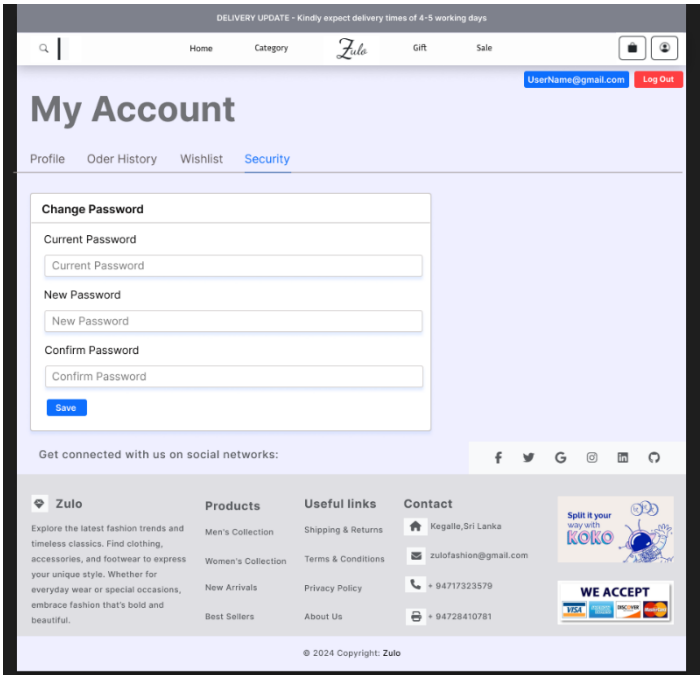 DELIVERY UPDATE - Kindly expect delivery times of 4-5 working days
Home Category Zulo Gift Sale
UserName@gmail.com Log Out
My Account
Profile Oder History Wishlist Security
Change Password
Current Password
Current Password
New Password
New Password
Confirm Password
Confirm Password
Save
Get connected with us on social networks:
Zulo
Explore the latest fashion trends and
timeless classics. Find clothing,
accessories, and footwear to express
your unique style. Whether for
everyday wear or special occasions,
embrace fashion that's bold and
beautiful.
Products
Men's Collection
Women's Collection
New Arrivals
Best Sellers
Useful links
Shipping & Returns
Terms & Conditions
Privacy Policy
About Us
Contact
Kegalle,Sri Lanka
zulofashion@gmail.com
+ 94717323579
+ 94728410781
Split it your
way with
KOKO
WE ACCEPT
VISA DISCOVER
© 2024 Copyright: Zulo